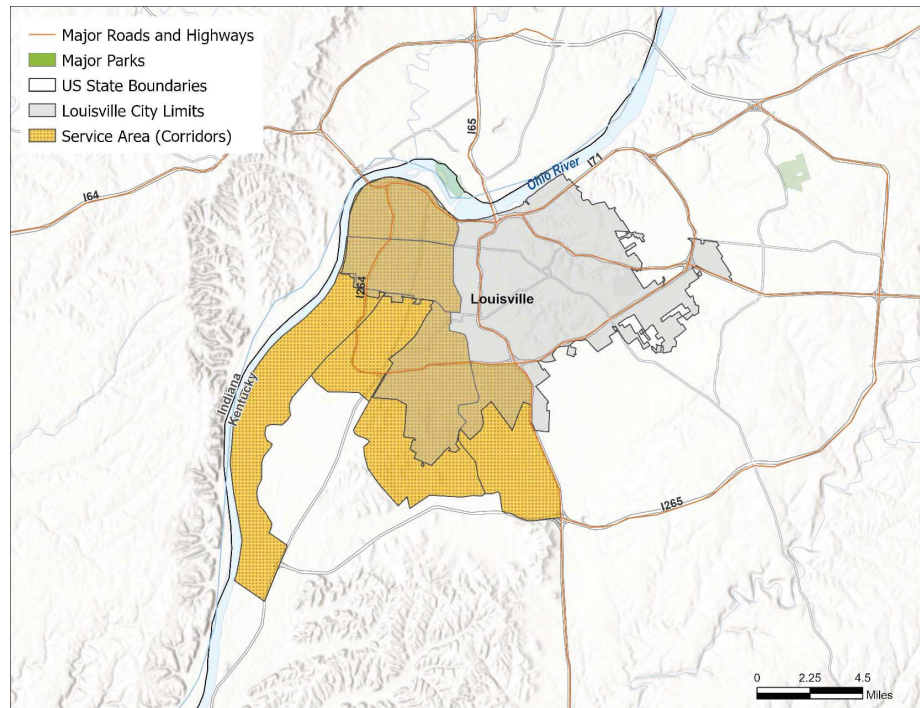 Major Roads and Highways
Major Parks
US State Boundaries
Louisville City Limits
Service Area (Corridors)
I65
Ohio River
I71
I64
I264
Louisville
Indiana
Kentucky
I265
0 2.25 4.5
Miles